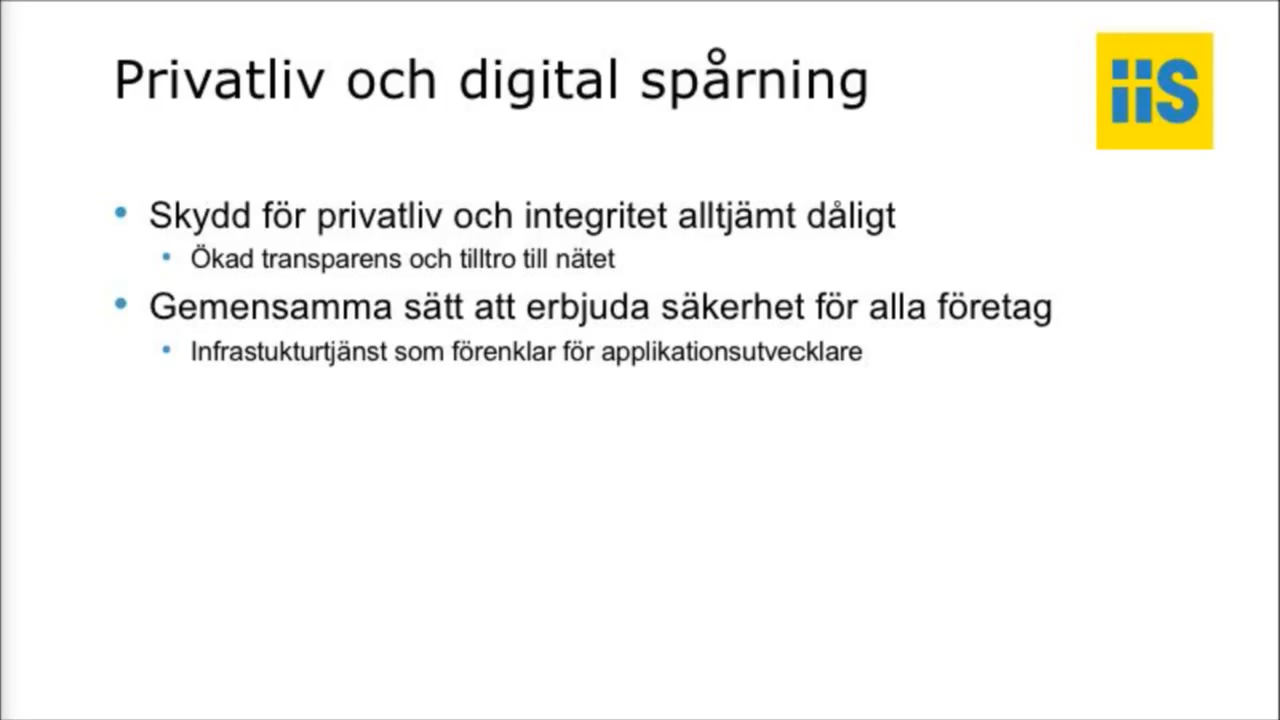 Privatliv och digital spårning
iiS
• Skydd för privatliv och integritet alltjämt dåligt
• Ökad transparens och tilltro till nätet
• Gemensamma sätt att erbjuda säkerhet för alla företag
• Infrastukturtjänst som förenklar för applikationsutvecklare